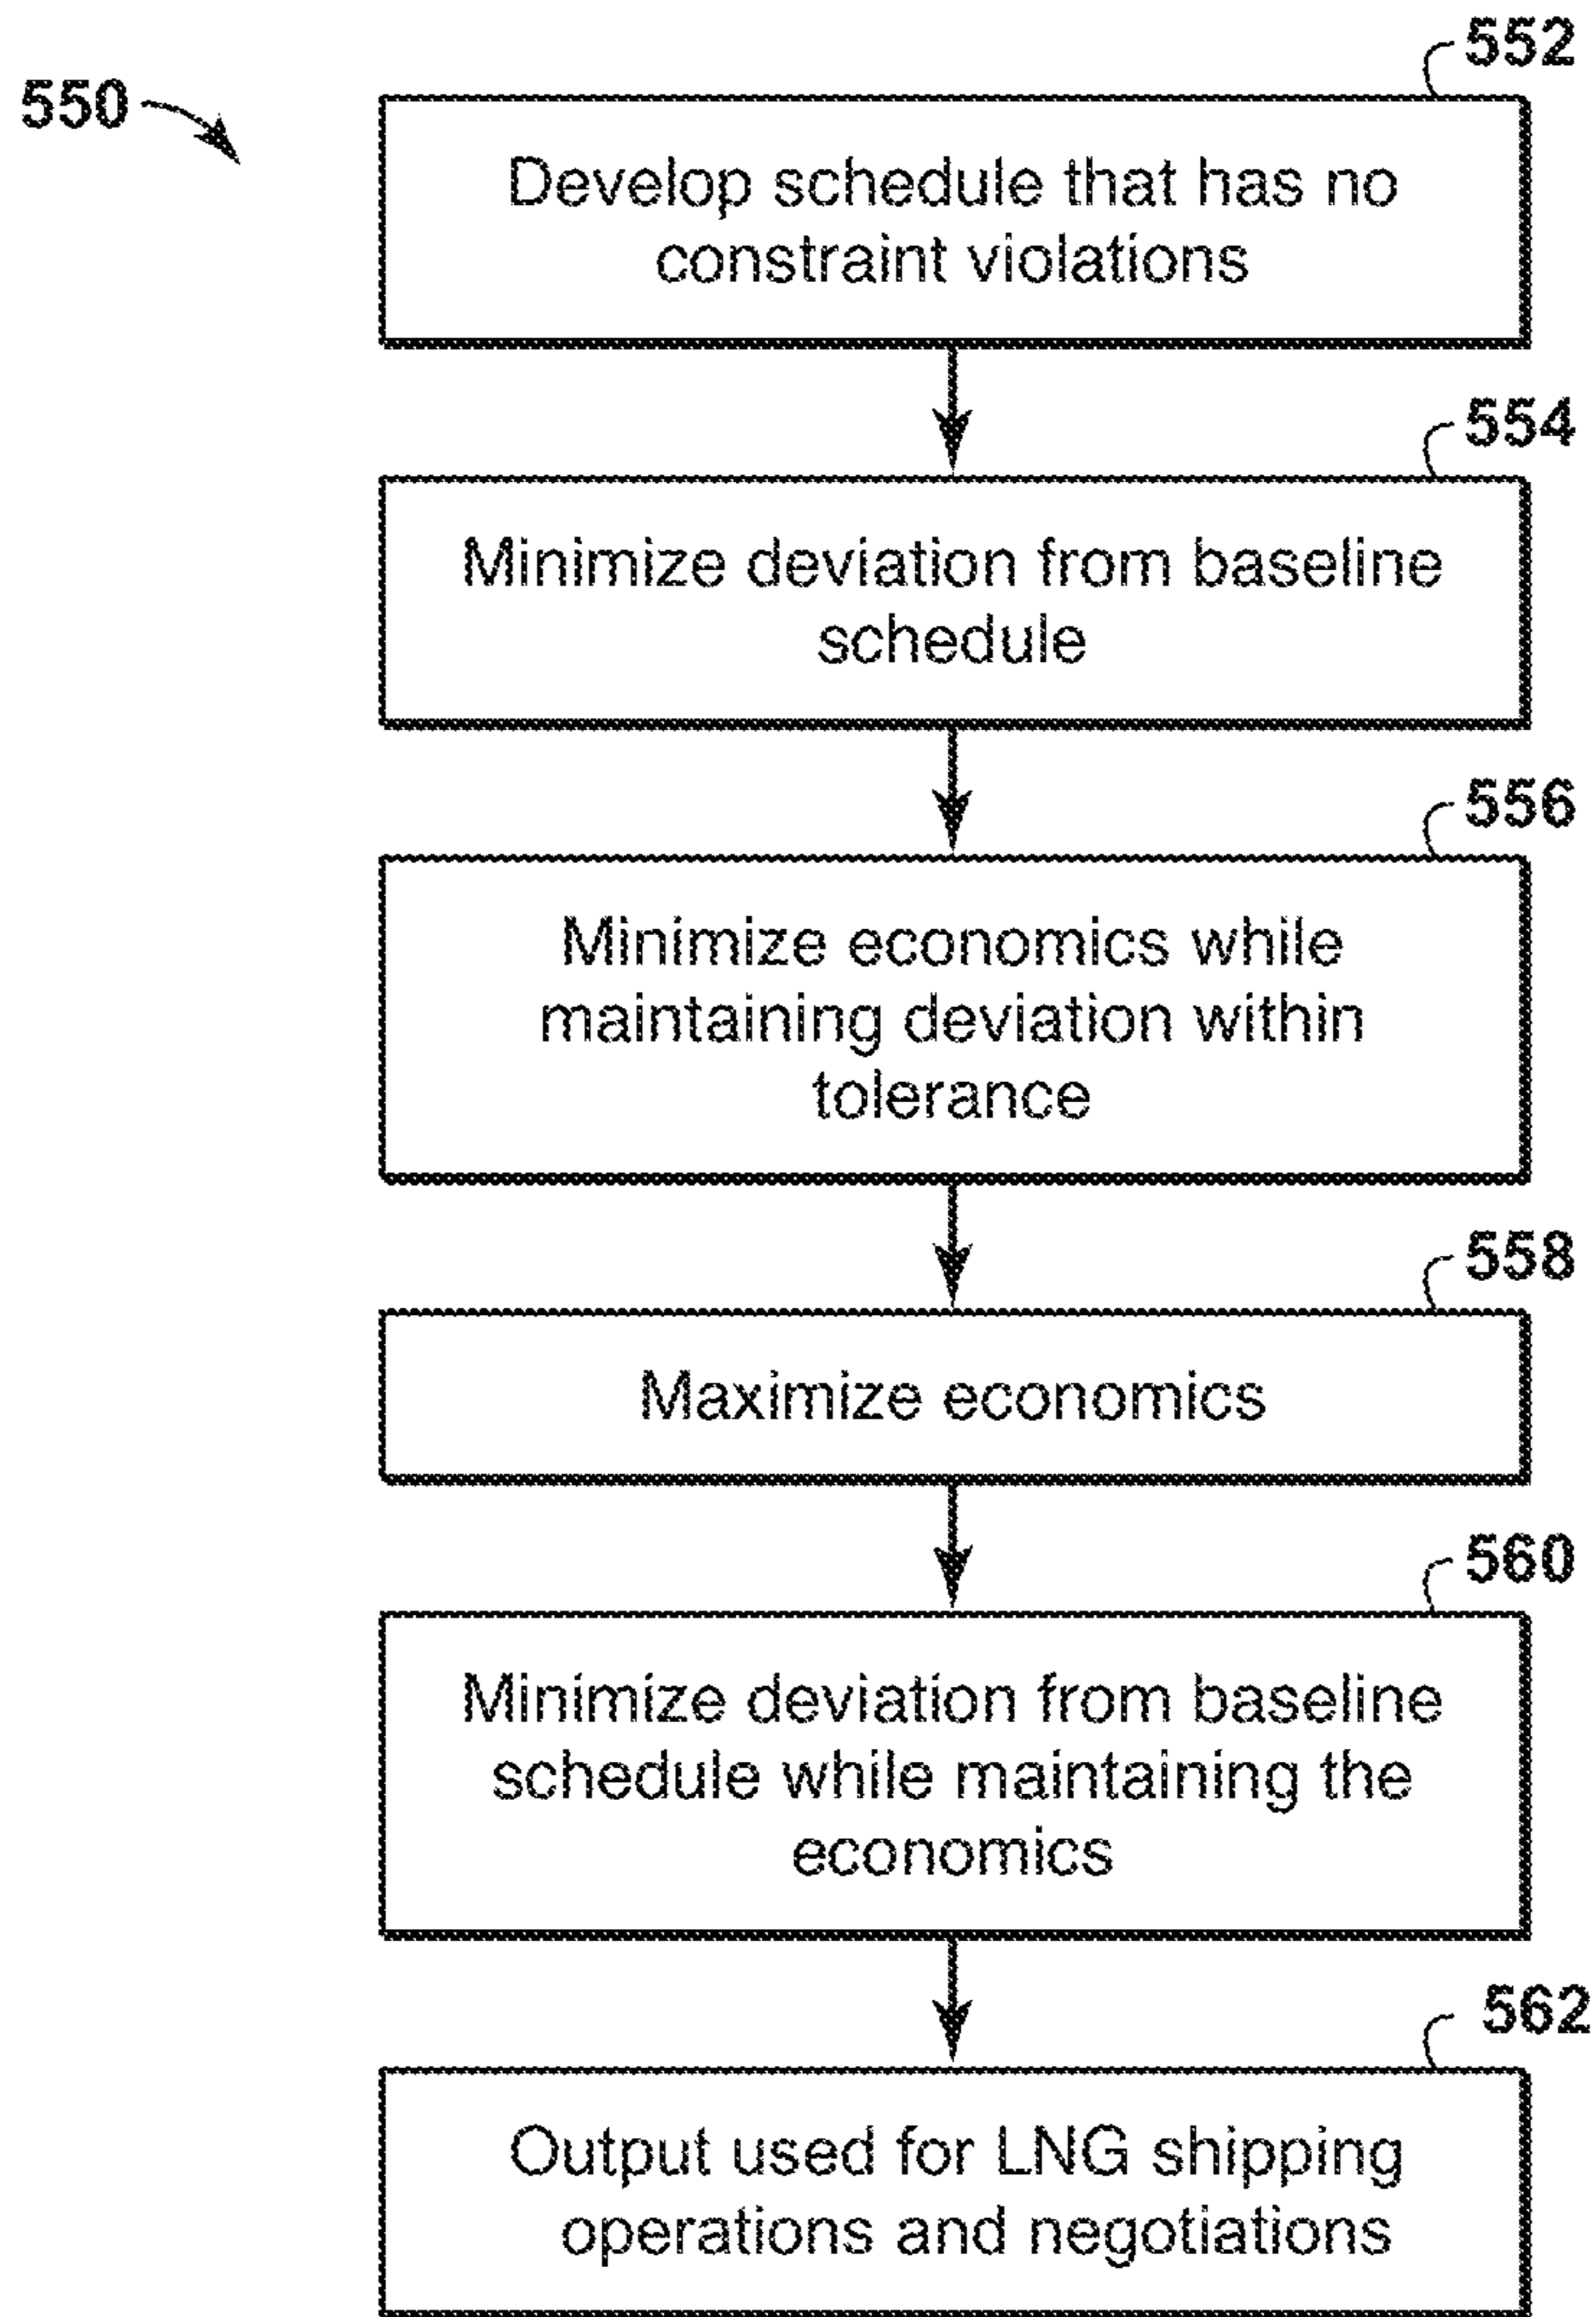 552
550
Develop schedule that has no
constraint violations
554
Minimize deviation from baseline
schedule
556
Minimize economics while
maintaining deviation within
tolerance
558
Maximize economics
560
Minimize deviation from baseline
schedule while maintaining the
economics
562
Output used for LNG shipping
operations and negotiations